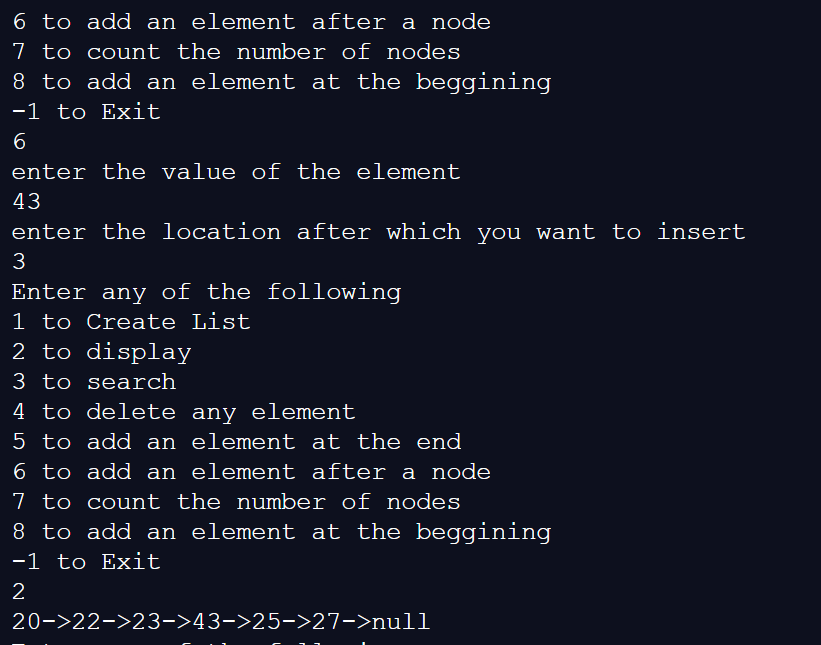 6 to add an element after a node
7 to count the number of nodes
8 to add an element at the beggining
-1 to Exit
6
enter the value of the element
43
enter the location after which you want to insert
3
Enter any of the following
1 to Create List
2 to display
3 to search
4 to delete any element
5 to add an element at the end
6 to add an element after a node
7 to count the number of nodes
8 to add an element at the beggining
-1 to Exit
2
20->22->23->43->25->27->null